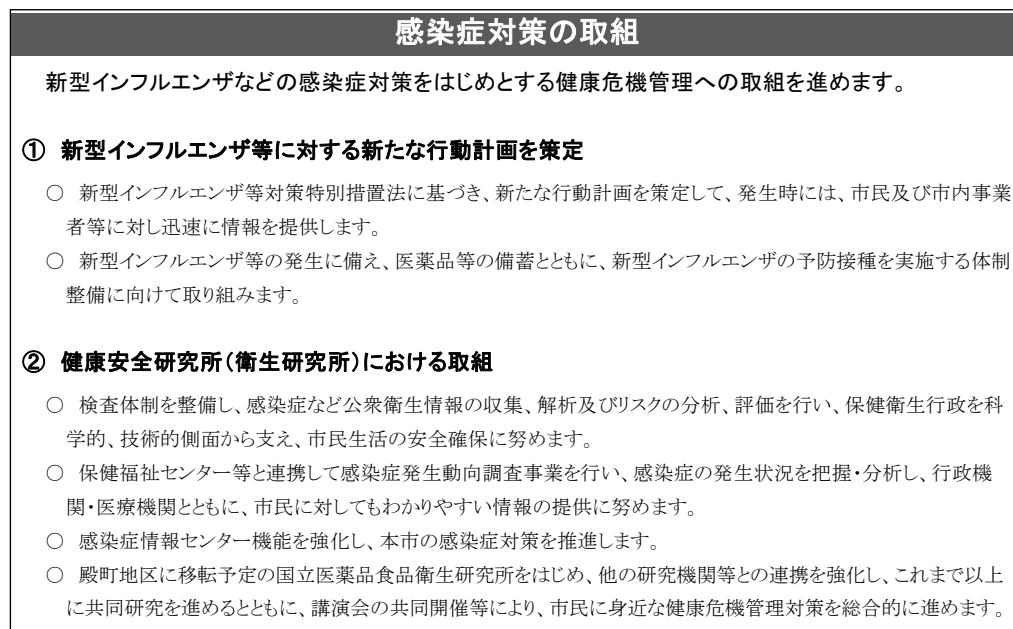 感染症対策の取組
新型インフルエンザなどの感染症対策をはじめとする健康危機管理への取組を進めます。
① 新型インフルエンザ等に対する新たな行動計画を策定
○ 新型インフルエンザ等対策特別措置法に基づき、新たな行動計画を策定して、発生時には、市民及び市内事業
者等に対し迅速に情報を提供します。
○ 新型インフルエンザ等の発生に備え、医薬品等の備蓄とともに、新型インフルエンザの予防接種を実施する体制
整備に向けて取り組みます。
② 健康安全研究所(衛生研究所)における取組
○ 検査体制を整備し、感染症など公衆衛生情報の収集、解析及びリスクの分析、評価を行い、保健衛生行政を科
学的、技術的側面から支え、市民生活の安全確保に努めます。
○ 保健福祉センター等と連携して感染症発生動向調査事業を行い、感染症の発生状況を把握・分析し、行政機
関・医療機関とともに、市民に対してもわかりやすい情報の提供に努めます。
○ 感染症情報センター機能を強化し、本市の感染症対策を推進します。
○ 殿町地区に移転予定の国立医薬品食品衛生研究所をはじめ、他の研究機関等との連携を強化し、これまで以上
に共同研究を進めるとともに、講演会の共同開催等により、市民に身近な健康危機管理対策を総合的に進めます。